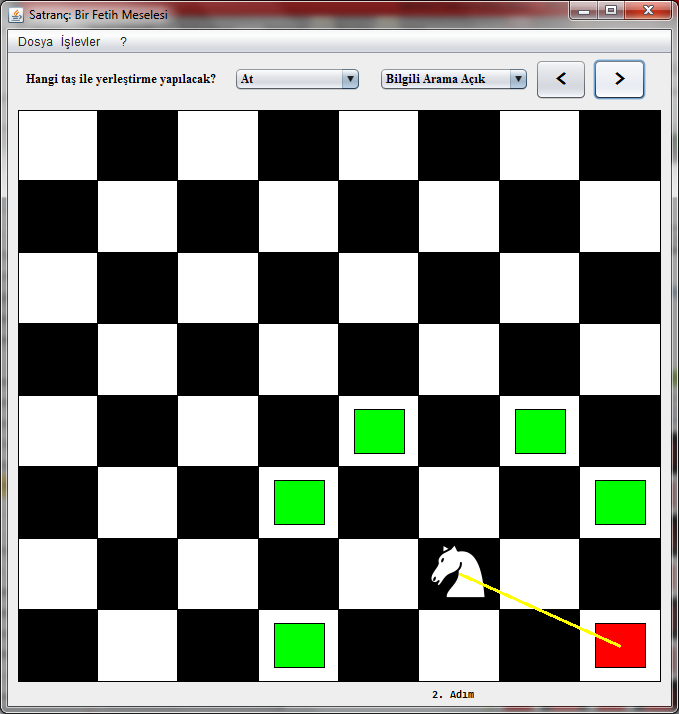 Satranç: Bir Fetih Meselesi
Dosya İşlevler ?
Hangi taş ile yerleştirme yapılacak? At Bilgili Arama Açık < >
2. Adım